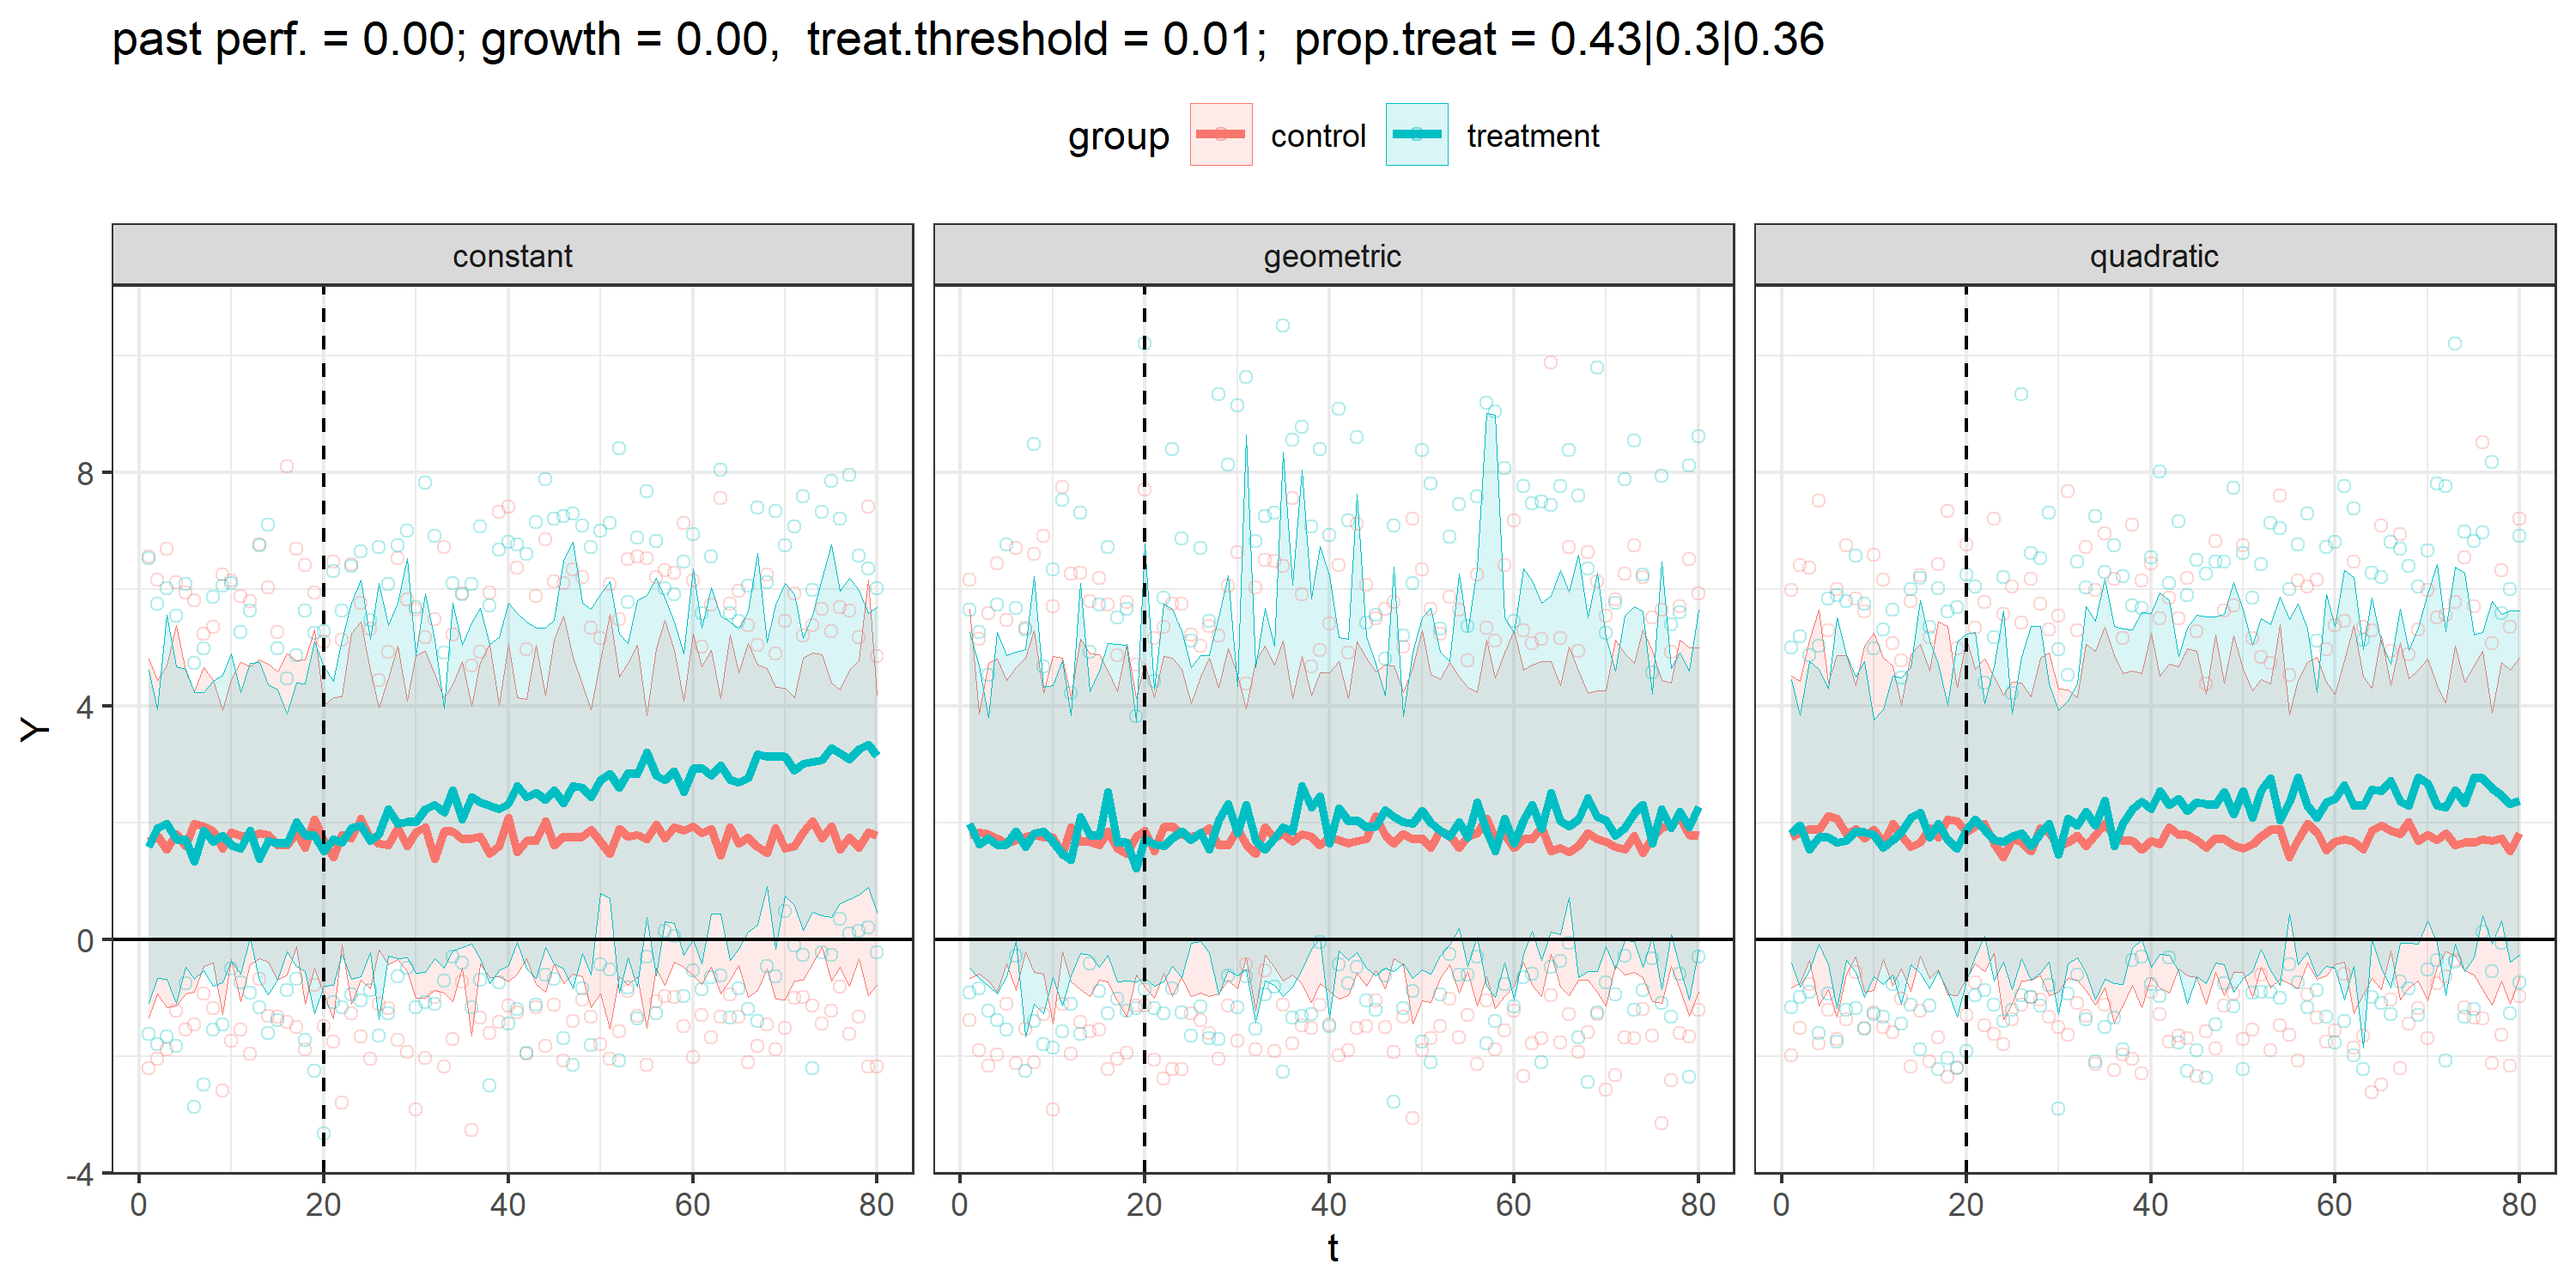 past perf. = 0.00; growth = 0.00,  treat.threshold = 0.01;  prop.treat = 0.43|0.3|0.36
group control treatment
constant geometric quadratic
8
4
0
-4
Y
0 20 40 60 80 0 20 40 60 80 0 20 40 60 80
t